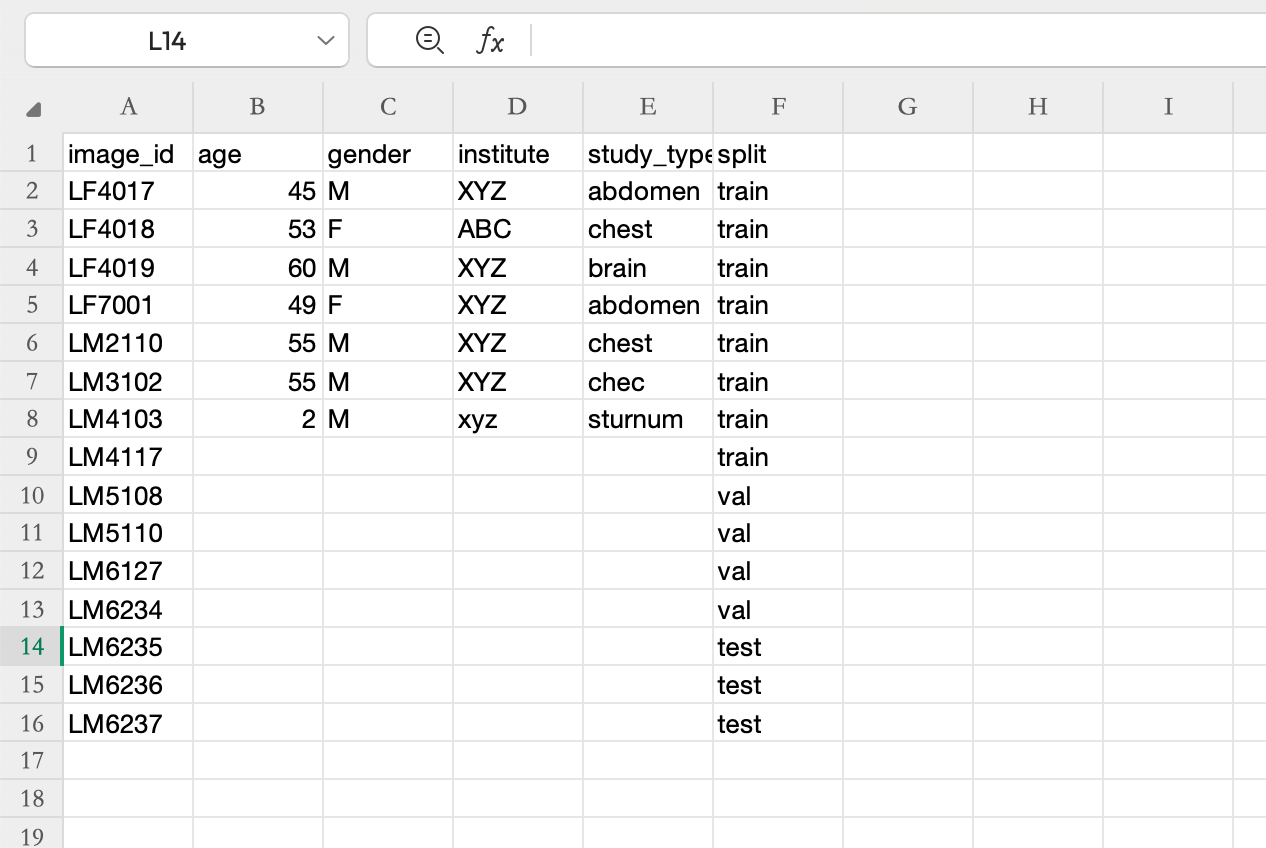 L14 fx
A B C D E F G H I
1 image_id age gender institute study_type split
2 LF4017 45 M XYZ abdomen train
3 LF4018 53 F ABC chest train
4 LF4019 60 M XYZ brain train
5 LF7001 49 F XYZ abdomen train
6 LM2110 55 M XYZ chest train
7 LM3102 55 M XYZ chec train
8 LM4103 2 M xyz sturnum train
9 LM4117 train
10 LM5108 val
11 LM5110 val
12 LM6127 val
13 LM6234 val
14 LM6235 test
15 LM6236 test
16 LM6237 test
17
18
19